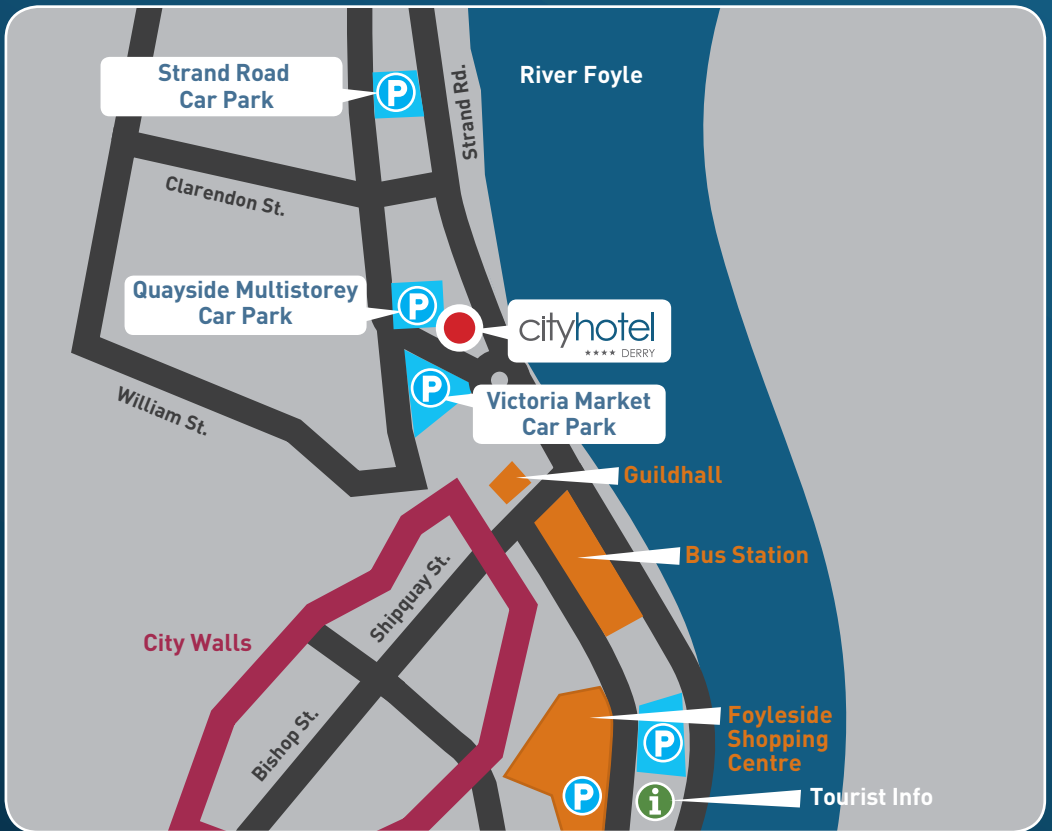 Strand Road
Car Park
P
Strand Rd.
River Foyle
Clarendon St.
Quayside Multistorey
Car Park
P
cityhotel
★★★★ DERRY
William St.
P
Victoria Market
Car Park
Guildhall
Bus Station
Shipquay St.
City Walls
Bishop St.
Foyleside
Shopping
Centre
P
P
i
Tourist Info